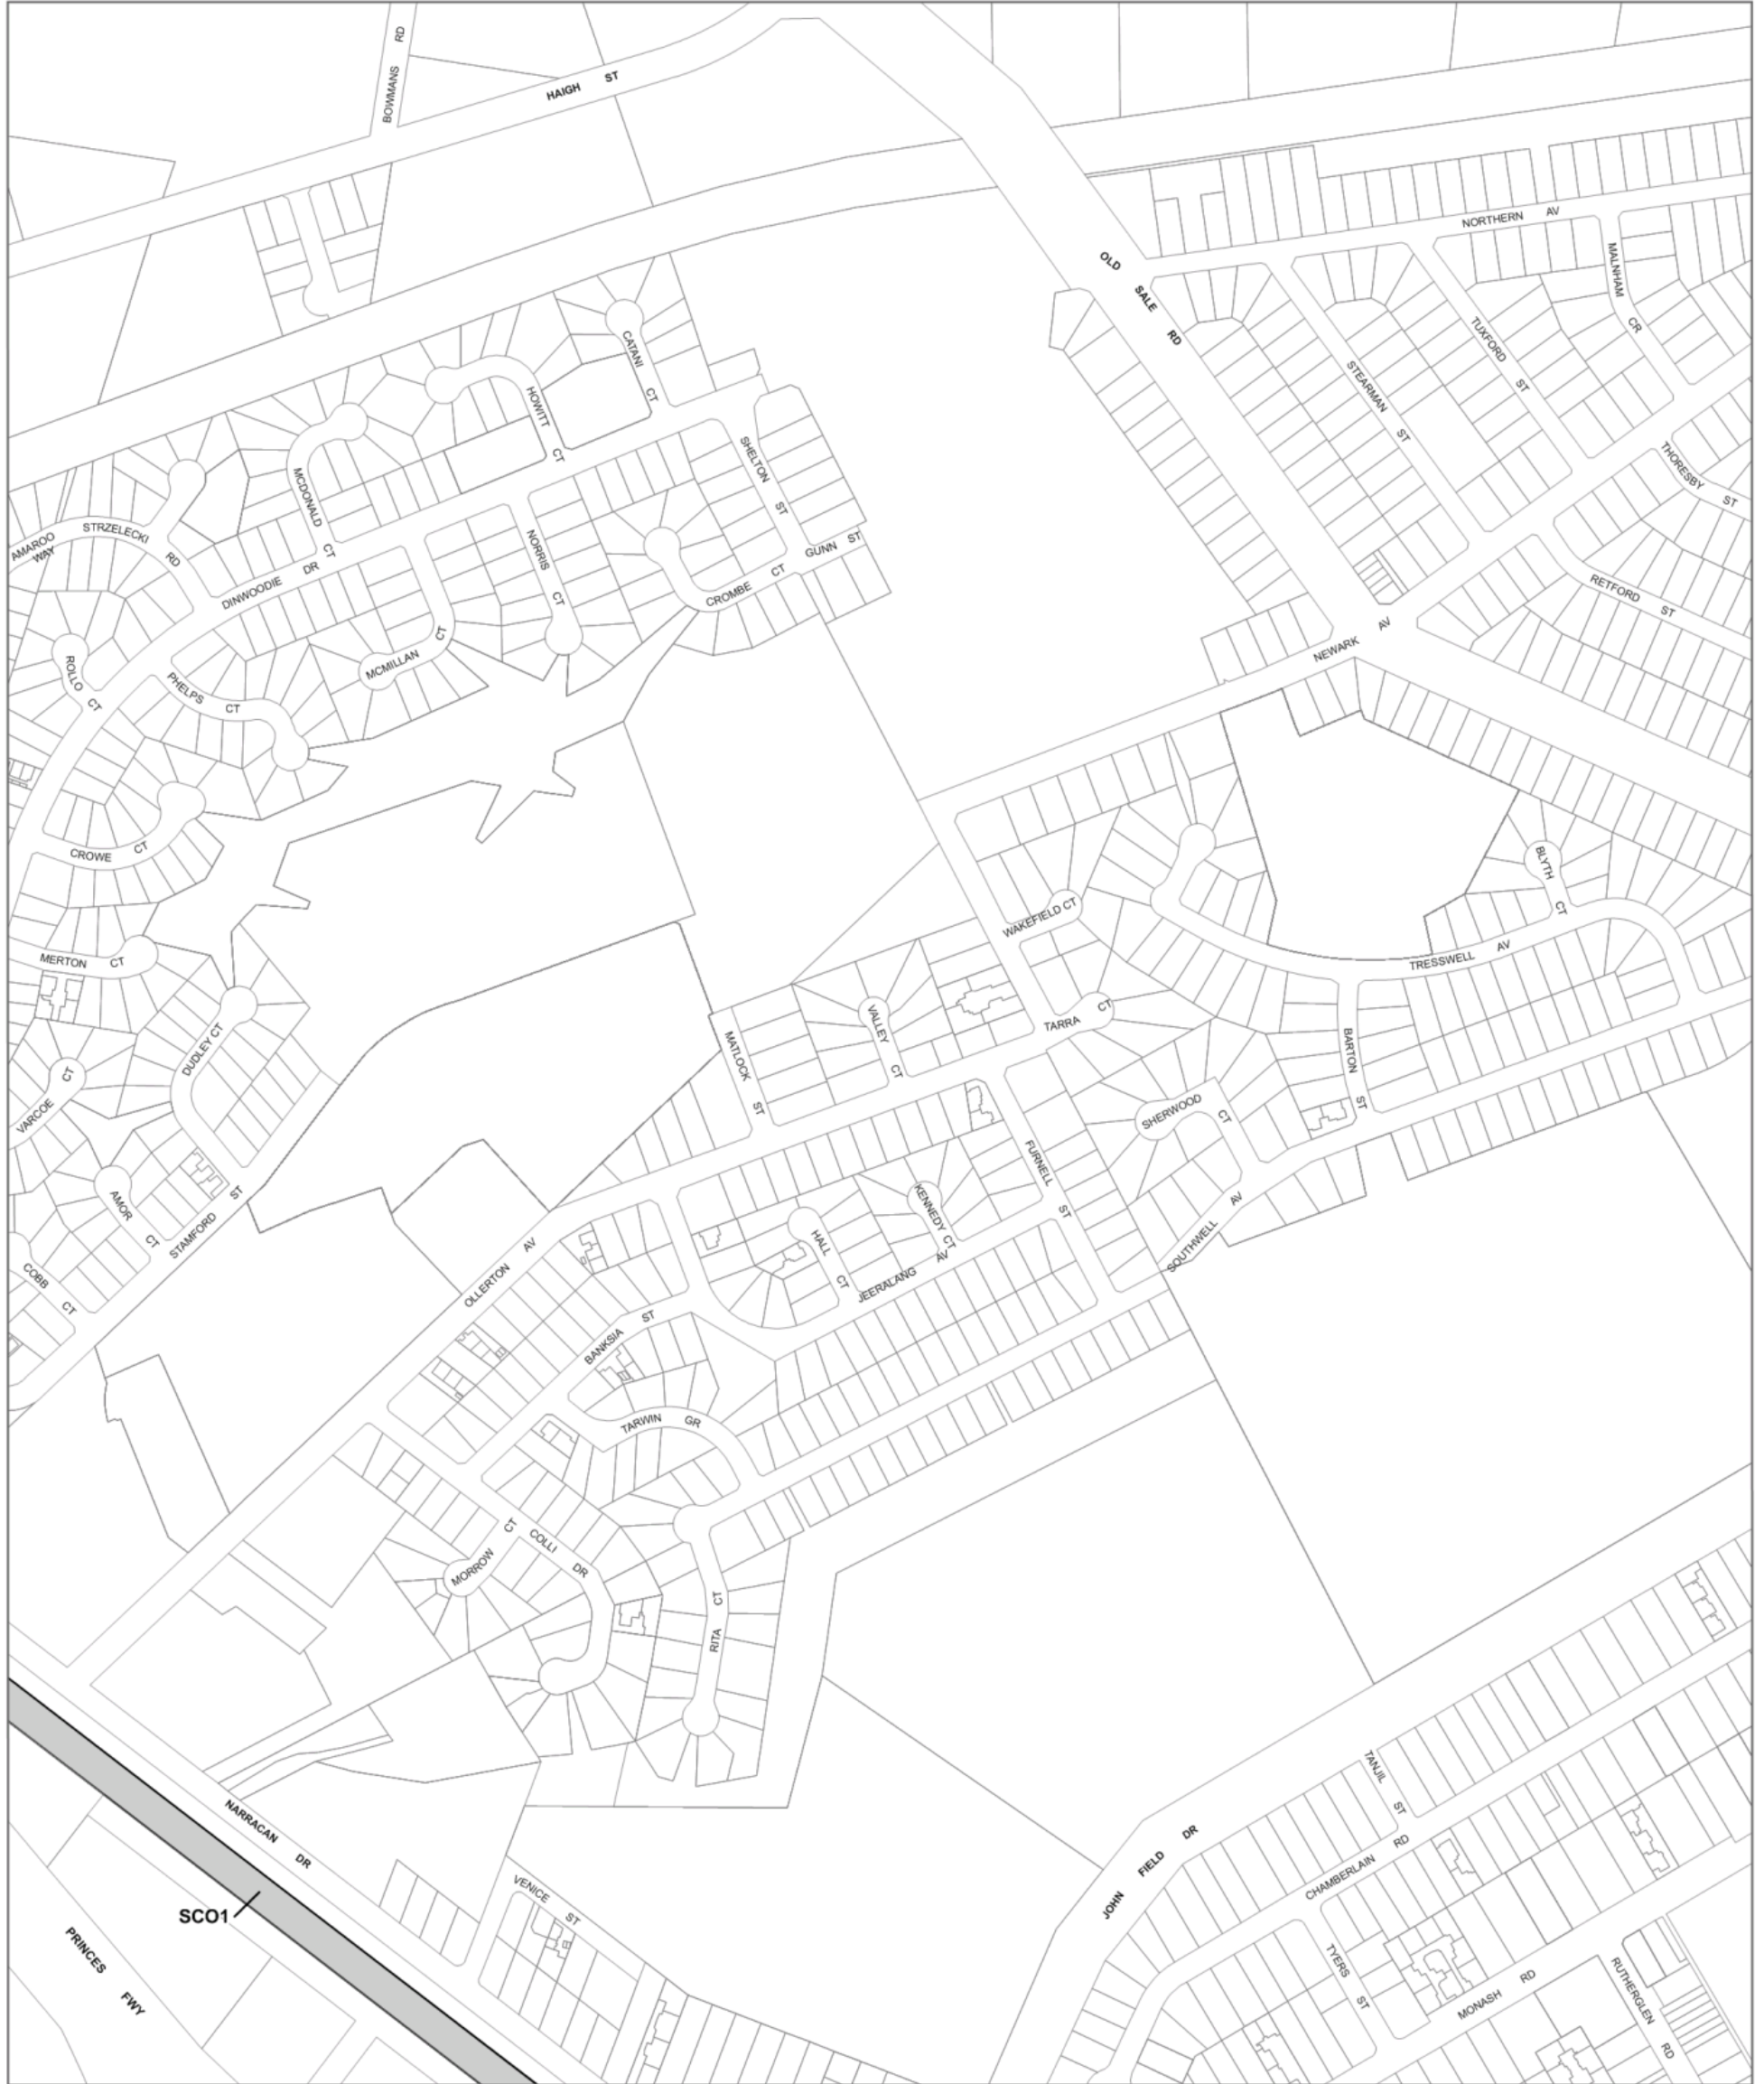 BOWMANS RD
HAIGH ST
NORTHERN AV
MALNHAM CR
OLD SALE RD
TUXFORD ST
STEARMAN ST
CATANI CT
HOWITT CT
SHELTON ST
THORESBY ST
MCDONALD CT
STRZELECKI RD
AMAROO WAY
NORRIS CT
GUNN ST
DINWOODIE DR
CROMBE CT
RETFORD ST
NEWARK AV
MCMILLAN CT
ROLLO CT
PHELPS CT
CROWE CT
BLYTH CT
WAKEFIELD CT
TRESSWELL AV
MERTON CT
TARRA CT
VALLEY CT
MATLOCK ST
DUDLEY CT
BARTON ST
VARCOE CT
SHERWOOD CT
FURNELL ST
KENNEDY CT
AMOR CT
STAMFORD ST
HALL CT
SOUTHWELL AV
COBB CT
OLLERTON AV
JEERALANG AV
BANKSIA ST
TARWIN GR
MORROW CT
COLLI DR
RITA CT
TANJIL ST
NARRACAN DR
JOHN FIELD DR
CHAMBERLAIN RD
VENICE ST
SCO1
PRINCES FWY
TYERS ST
MONASH RD
RUTHERGLEN RD